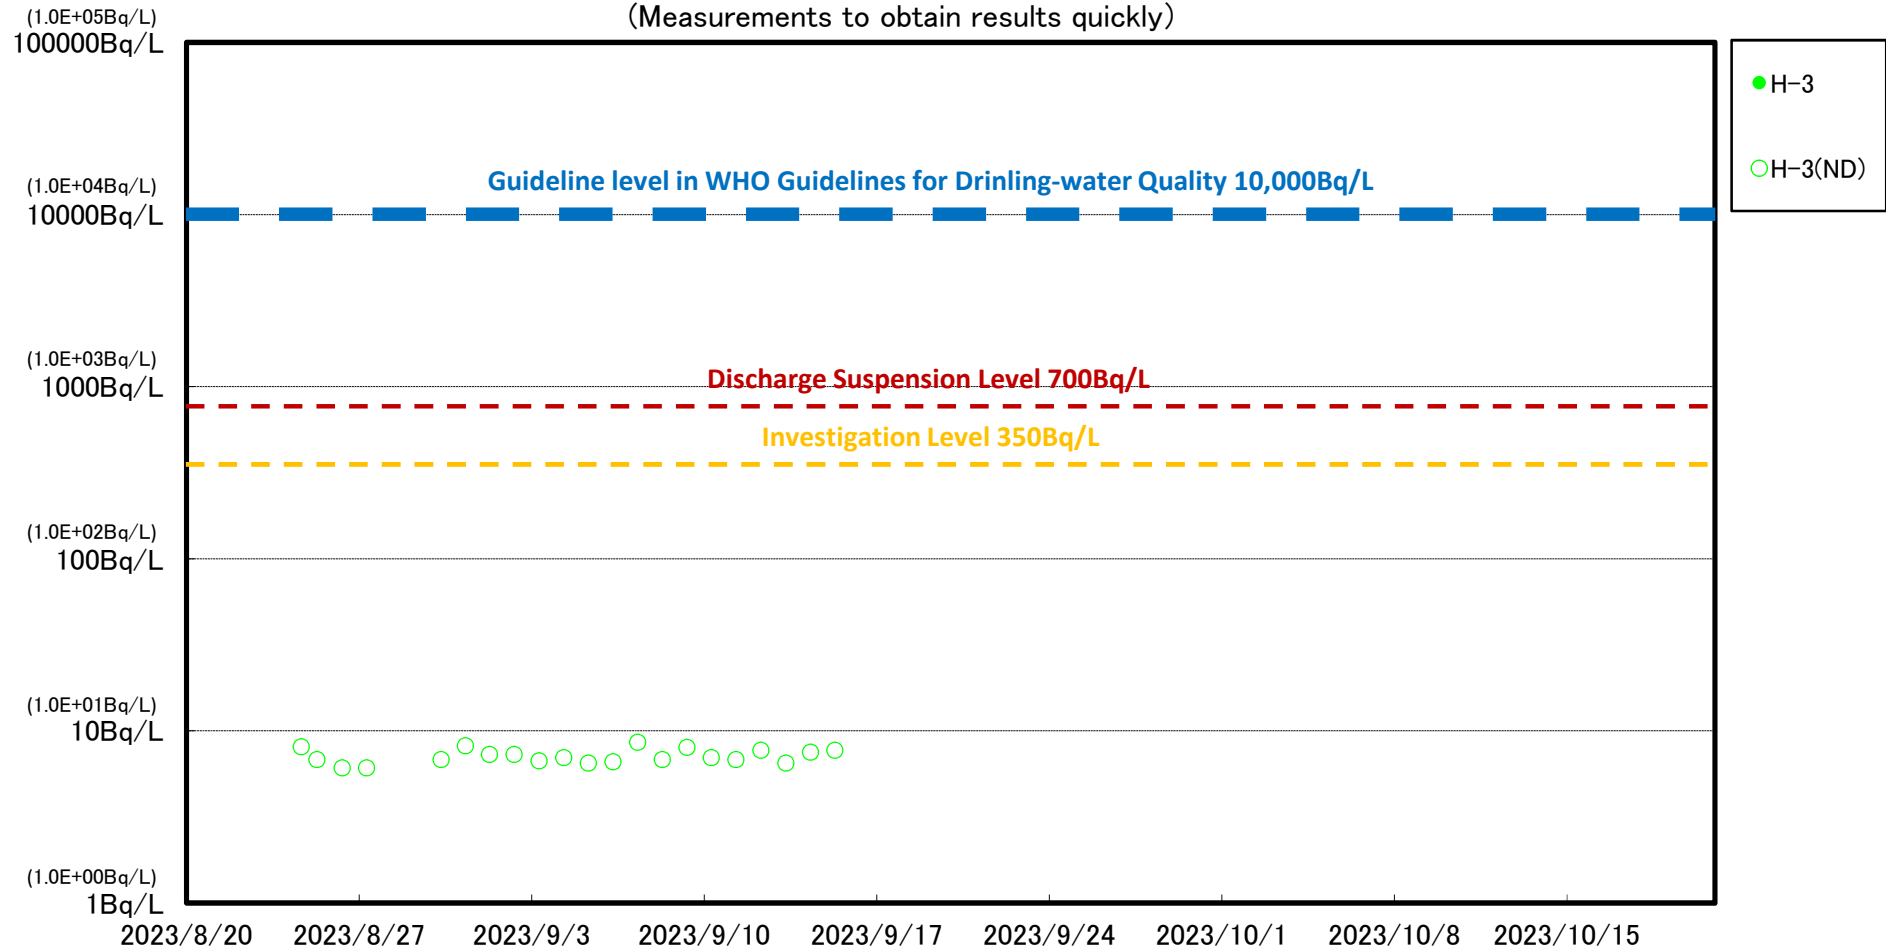 (Measurements to obtain results quickly)
(1.0E+05Bq/L)
100000Bq/L
H-3
H-3(ND)
Guideline level in WHO Guidelines for Drinling-water Quality 10,000Bq/L
(1.0E+04Bq/L)
10000Bq/L
(1.0E+03Bq/L)
1000Bq/L
Discharge Suspension Level 700Bq/L
Investigation Level 350Bq/L
(1.0E+02Bq/L)
100Bq/L
(1.0E+01Bq/L)
10Bq/L
(1.0E+00Bq/L)
1Bq/L
2023/8/20 2023/8/27 2023/9/3 2023/9/10 2023/9/17 2023/9/24 2023/10/1 2023/10/8 2023/10/15